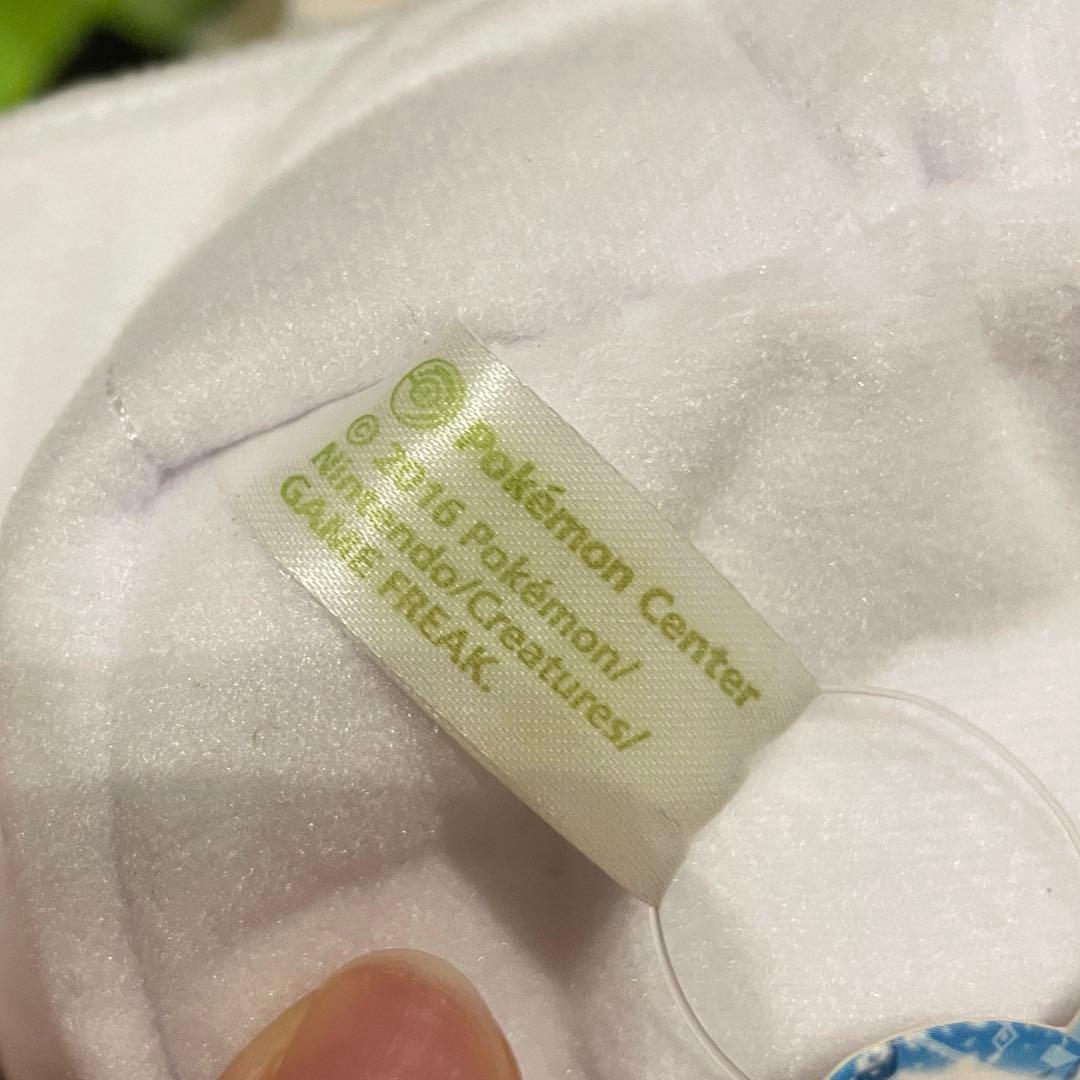 Pokémon Center
© 2016 Pokémon/
Nintendo/Creatures/
GAME FREAK.